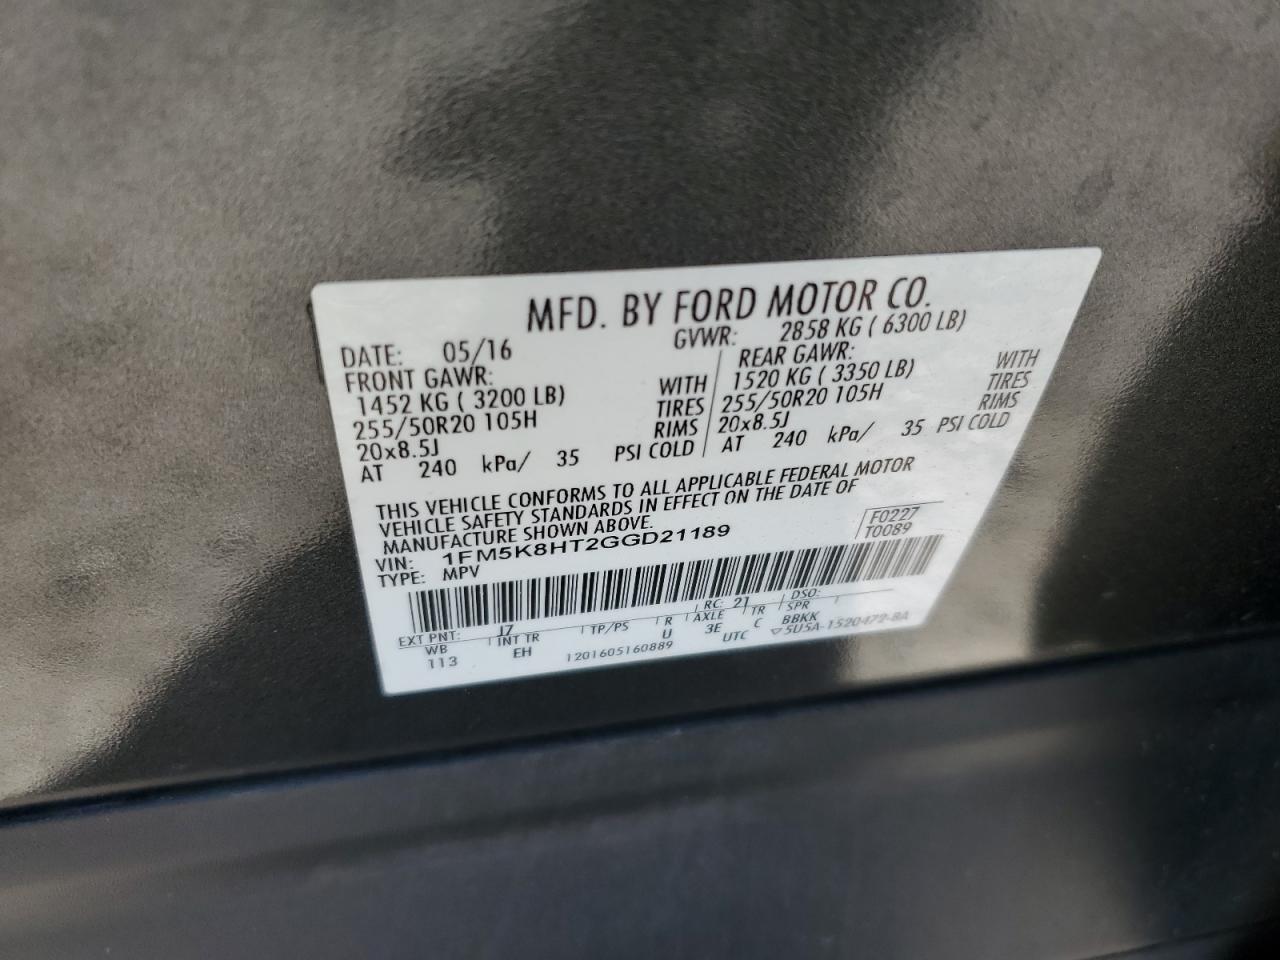 MFD. BY FORD MOTOR CO.
DATE: 05/16 GVWR: 2858 KG ( 6300 LB)
FRONT GAWR: REAR GAWR:
1452 KG ( 3200 LB) WITH 1520 KG ( 3350 LB) WITH
255/50R20 105H TIRES 255/50R20 105H TIRES
20x8.5J RIMS 20x8.5J RIMS
AT 240 kPa/ 35 PSI COLD AT 240 kPa/ 35 PSI COLD
THIS VEHICLE CONFORMS TO ALL APPLICABLE FEDERAL MOTOR
VEHICLE SAFETY STANDARDS IN EFFECT ON THE DATE OF
MANUFACTURE SHOWN ABOVE. F0227
VIN: 1FM5K8HT2GGD21189 T0089
TYPE: MPV
EXT PNT: J7 RC: 21 DSO:
WB INT TR TP/PS R AXLE TR SPR
113 EH U 3E C BBKK
1201605160889 UTC ▽5U5A-1520472-BA